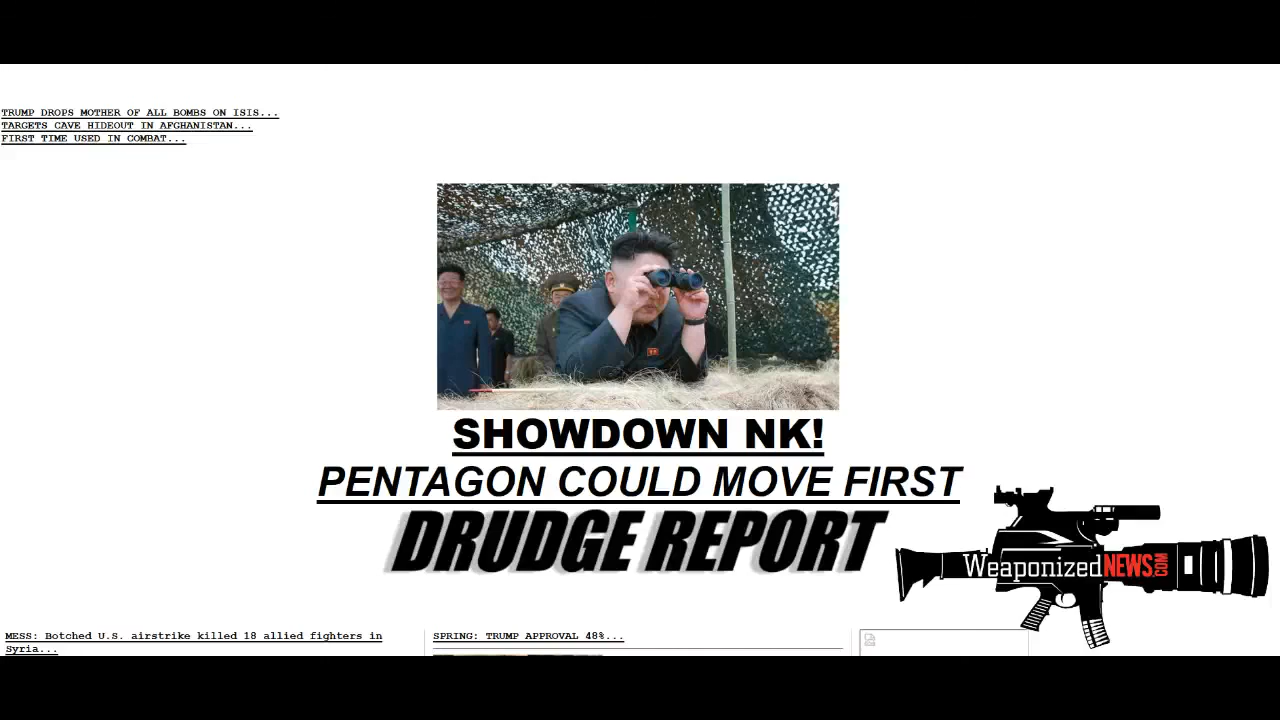 TRUMP DROPS MOTHER OF ALL BOMBS ON ISIS...
TARGETS CAVE HIDEOUT IN AFGHANISTAN...
FIRST TIME USED IN COMBAT...
SHOWDOWN NK!
PENTAGON COULD MOVE FIRST
DRUDGE REPORT
WeaponizedNEWS.COM
MESS: Botched U.S. airstrike killed 18 allied fighters in
Syria...
SPRING: TRUMP APPROVAL 48%...